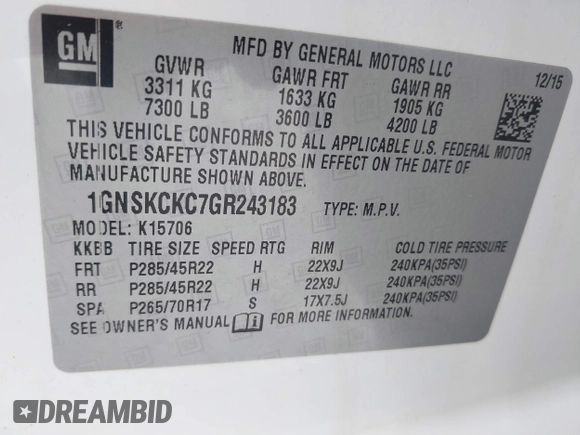 GM
MFD BY GENERAL MOTORS LLC
GVWR GAWR FRT GAWR RR 12/15
3311 KG 1633 KG 1905 KG
7300 LB 3600 LB 4200 LB
THIS VEHICLE CONFORMS TO ALL APPLICABLE U.S. FEDERAL MOTOR
VEHICLE SAFETY STANDARDS IN EFFECT ON THE DATE OF
MANUFACTURE SHOWN ABOVE.
1GNSKCKC7GR243183 TYPE: M.P.V.
MODEL: K15706
KKBB TIRE SIZE SPEED RTG RIM COLD TIRE PRESSURE
FRT P285/45R22 H 22X9J 240KPA(35PSI)
RR P285/45R22 H 22X9J 240KPA(35PSI)
SPA P265/70R17 S 17X7.5J 240KPA(35PSI)
SEE OWNER'S MANUAL FOR MORE INFORMATION.
DREAMBID